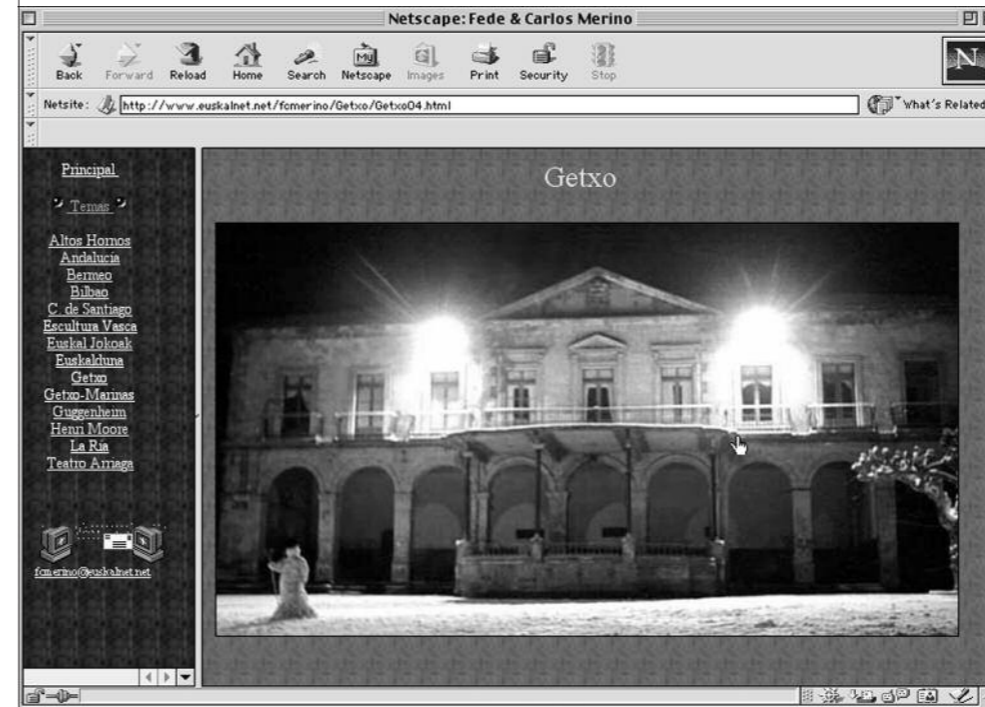 Netscape: Fede & Carlos Merino
Back Forward Reload Home Search Netscape Images Print Security Stop
N
Netsite: http://www.euskalnet.net/fcmerino/Getxo/Getxo04.html What's Related
Principal
Temas
Altos Hornos
Andalucia
Bermeo
Bilbao
C. de Santiago
Escultura Vasca
Euskal Jokoak
Euskalduna
Getxo
Getxo-Marinas
Guggenheim
Henri Moore
La Ría
Teatro Arriaga
fcmerino@euskalnet.net
Getxo